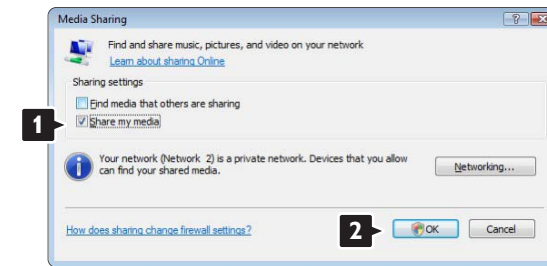 Media Sharing
Find and share music, pictures, and video on your network
Learn about sharing Online
Sharing settings
Find media that others are sharing
1
Share my media
Your network (Network 2) is a private network. Devices that you allow
can find your shared media.
Networking...
How does sharing change firewall settings?
2
OK
Cancel